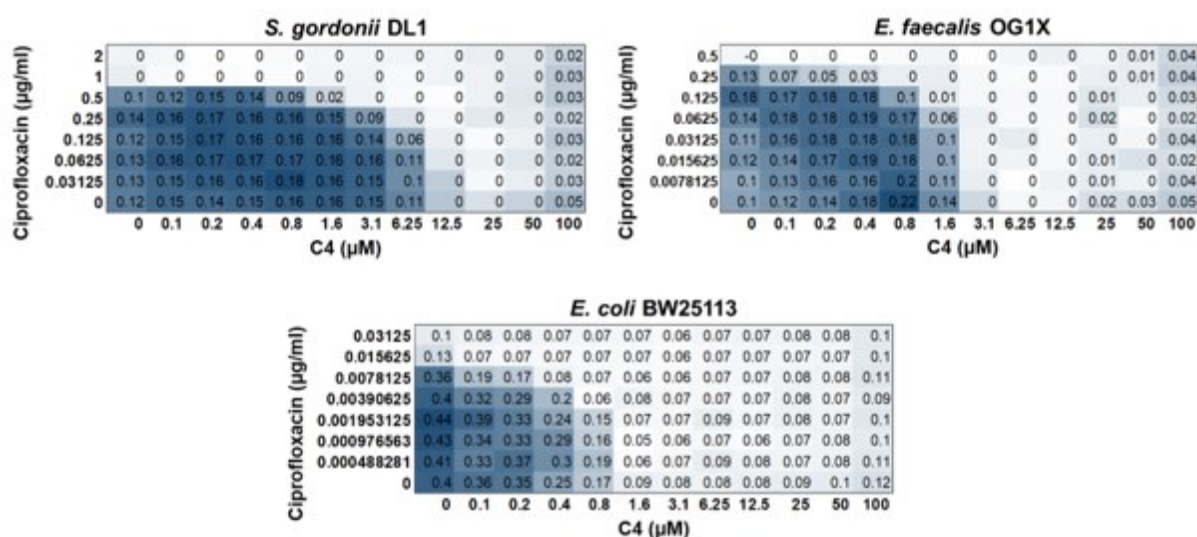 S. gordonii DL1
Ciprofloxacin (µg/ml)
2 0 0 0 0 0 0 0 0 0 0 0 0.02
1 0 0 0 0 0 0 0 0 0 0 0 0.03
0.5 0.1 0.12 0.15 0.14 0.09 0.02 0 0 0 0 0 0.03
0.25 0.14 0.16 0.17 0.16 0.16 0.15 0.09 0 0 0 0 0.02
0.125 0.12 0.15 0.17 0.16 0.16 0.16 0.14 0.06 0 0 0 0.03
0.0625 0.13 0.16 0.17 0.17 0.17 0.16 0.16 0.11 0 0 0 0.02
0.03125 0.13 0.15 0.16 0.16 0.18 0.16 0.15 0.1 0 0 0 0.03
0 0.12 0.15 0.14 0.15 0.16 0.16 0.15 0.11 0 0 0 0.05
0 0.1 0.2 0.4 0.8 1.6 3.1 6.25 12.5 25 50 100
C4 (µM)
E. faecalis OG1X
Ciprofloxacin (µg/ml)
0.5 -0 0 0 0 0 0 0 0 0 0 0.01 0.04
0.25 0.13 0.07 0.05 0.03 0 0 0 0 0 0 0.01 0.04
0.125 0.18 0.17 0.18 0.18 0.1 0.01 0 0 0 0.01 0 0.03
0.0625 0.14 0.18 0.18 0.19 0.17 0.06 0 0 0 0.02 0 0.02
0.03125 0.11 0.16 0.18 0.18 0.18 0.1 0 0 0 0 0 0.04
0.015625 0.12 0.14 0.17 0.19 0.18 0.1 0 0 0 0.01 0 0.02
0.0078125 0.1 0.13 0.16 0.16 0.2 0.11 0 0 0 0.01 0 0.04
0 0.1 0.12 0.14 0.18 0.22 0.14 0 0 0 0.02 0.03 0.05
0 0.1 0.2 0.4 0.8 1.6 3.1 6.25 12.5 25 50 100
C4 (µM)
E. coli BW25113
Ciprofloxacin (µg/ml)
0.03125 0.1 0.08 0.08 0.07 0.07 0.07 0.06 0.07 0.07 0.08 0.08 0.1
0.015625 0.13 0.07 0.07 0.07 0.07 0.07 0.06 0.07 0.07 0.07 0.07 0.1
0.0078125 0.36 0.19 0.17 0.08 0.07 0.06 0.06 0.07 0.07 0.08 0.08 0.11
0.00390625 0.4 0.32 0.29 0.2 0.06 0.08 0.07 0.07 0.07 0.08 0.07 0.09
0.001953125 0.44 0.39 0.33 0.24 0.15 0.07 0.07 0.09 0.07 0.08 0.07 0.1
0.000976563 0.43 0.34 0.33 0.29 0.16 0.05 0.06 0.07 0.06 0.07 0.08 0.1
0.000488281 0.41 0.33 0.37 0.3 0.19 0.06 0.07 0.09 0.08 0.07 0.08 0.11
0 0.4 0.36 0.35 0.25 0.17 0.09 0.08 0.08 0.08 0.09 0.1 0.12
0 0.1 0.2 0.4 0.8 1.6 3.1 6.25 12.5 25 50 100
C4 (µM)